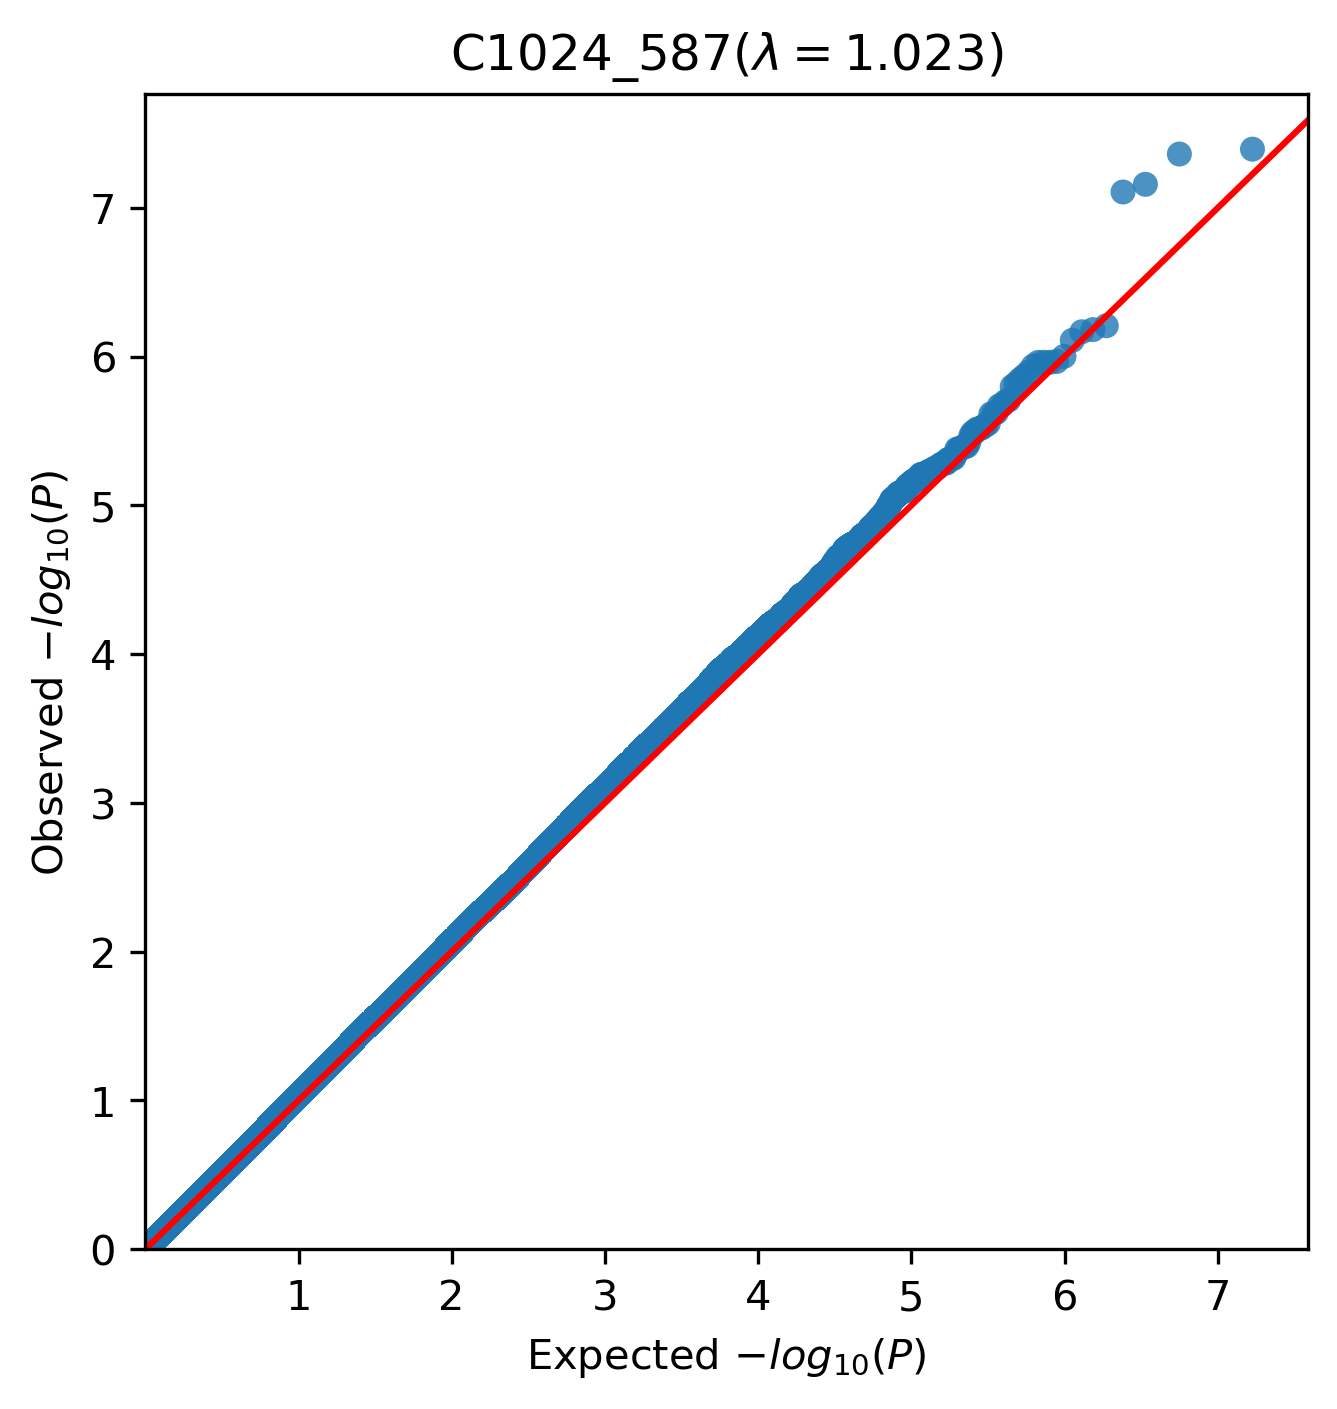 C1024_587(λ = 1.023)
Observed −log₁₀(P)
7
6
5
4
3
2
1
0
1 2 3 4 5 6 7
Expected −log₁₀(P)